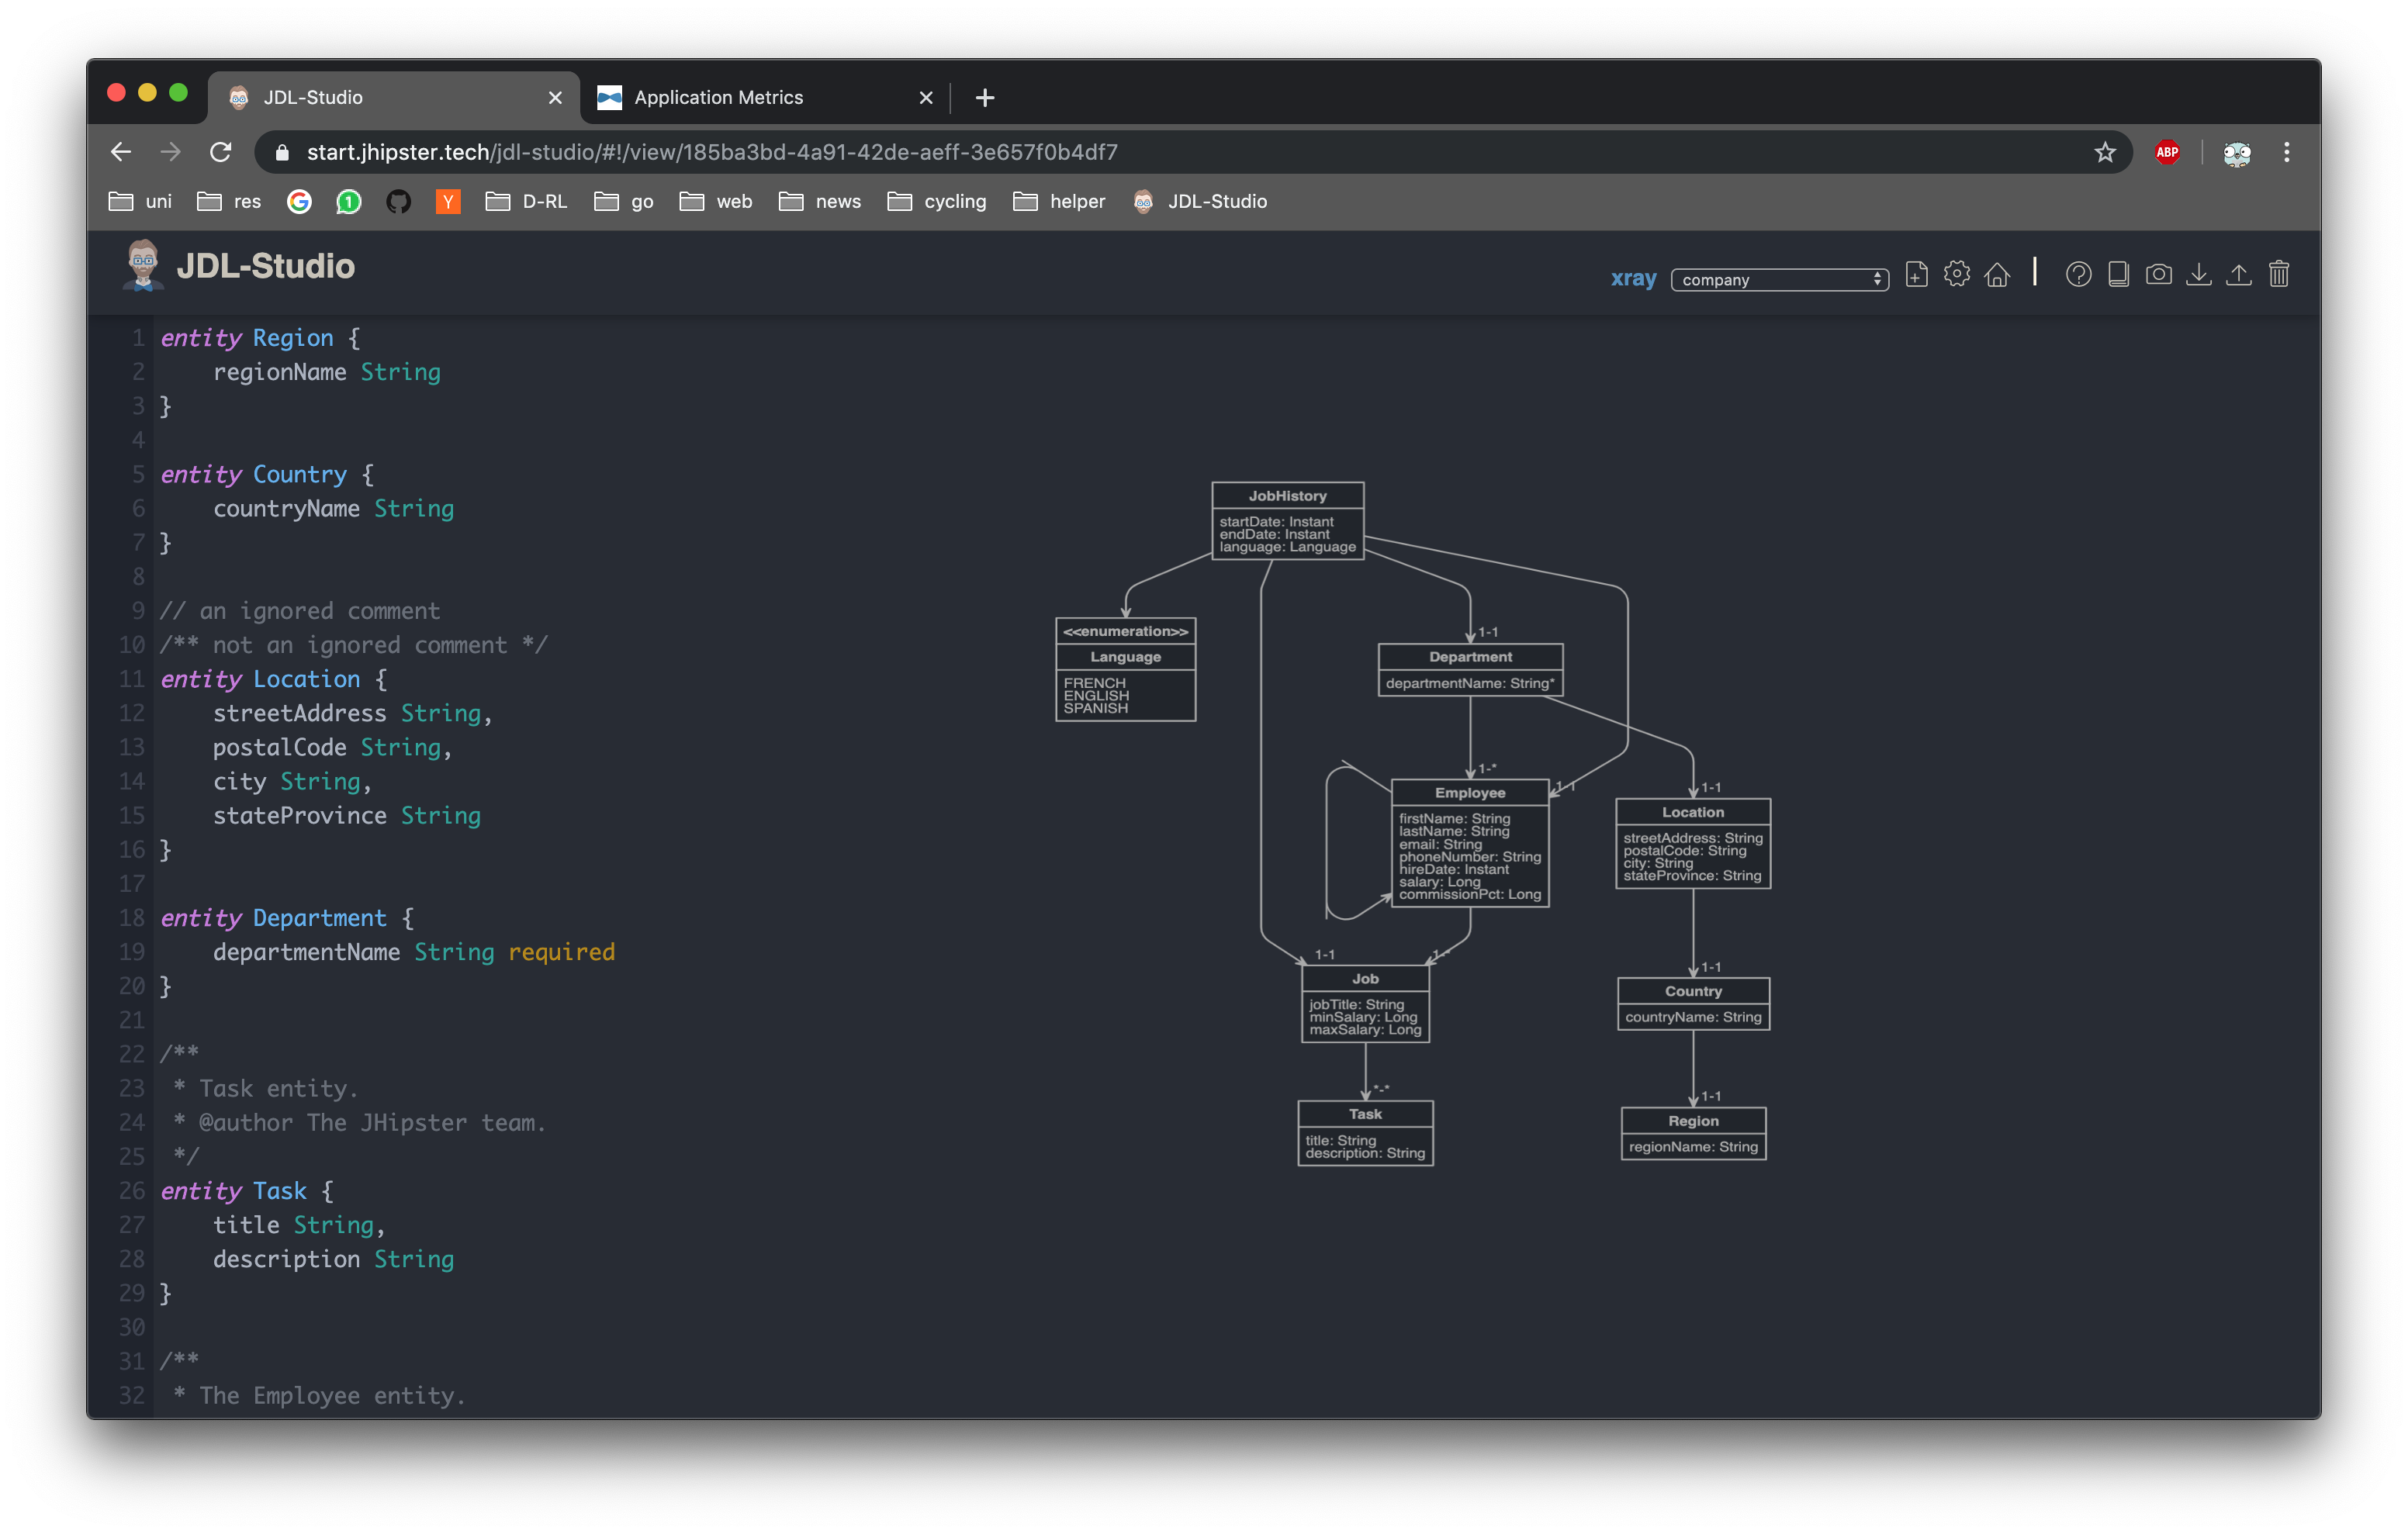 JDL-Studio
Application Metrics
start.jhipster.tech/jdl-studio/#!/view/185ba3bd-4a91-42de-aeff-3e657f0b4df7
ABP
uni res G 1 Y D-RL go web news cycling helper JDL-Studio
JDL-Studio
xray company
1 entity Region {
2 regionName String
3 }
4
5 entity Country {
6 countryName String
7 }
8
9 // an ignored comment
10 /** not an ignored comment */
11 entity Location {
12 streetAddress String,
13 postalCode String,
14 city String,
15 stateProvince String
16 }
17
18 entity Department {
19 departmentName String required
20 }
21
22 /**
23 * Task entity.
24 * @author The JHipster team.
25 */
26 entity Task {
27 title String,
28 description String
29 }
30
31 /**
32 * The Employee entity.
JobHistory
startDate: Instant
endDate: Instant
language: Language
<<enumeration>>
Language
FRENCH
ENGLISH
SPANISH
1-1
Department
departmentName: String*
1-*
1-1
Employee
firstName: String
lastName: String
email: String
phoneNumber: String
hireDate: Instant
salary: Long
commissionPct: Long
1-1
Location
streetAddress: String
postalCode: String
city: String
stateProvince: String
1-1
1-*
Job
jobTitle: String
minSalary: Long
maxSalary: Long
1-1
Country
countryName: String
*-*
Task
title: String
description: String
1-1
Region
regionName: String